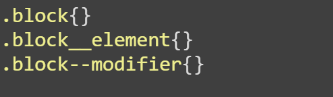 .block{}
.block__element{}
.block--modifier{}